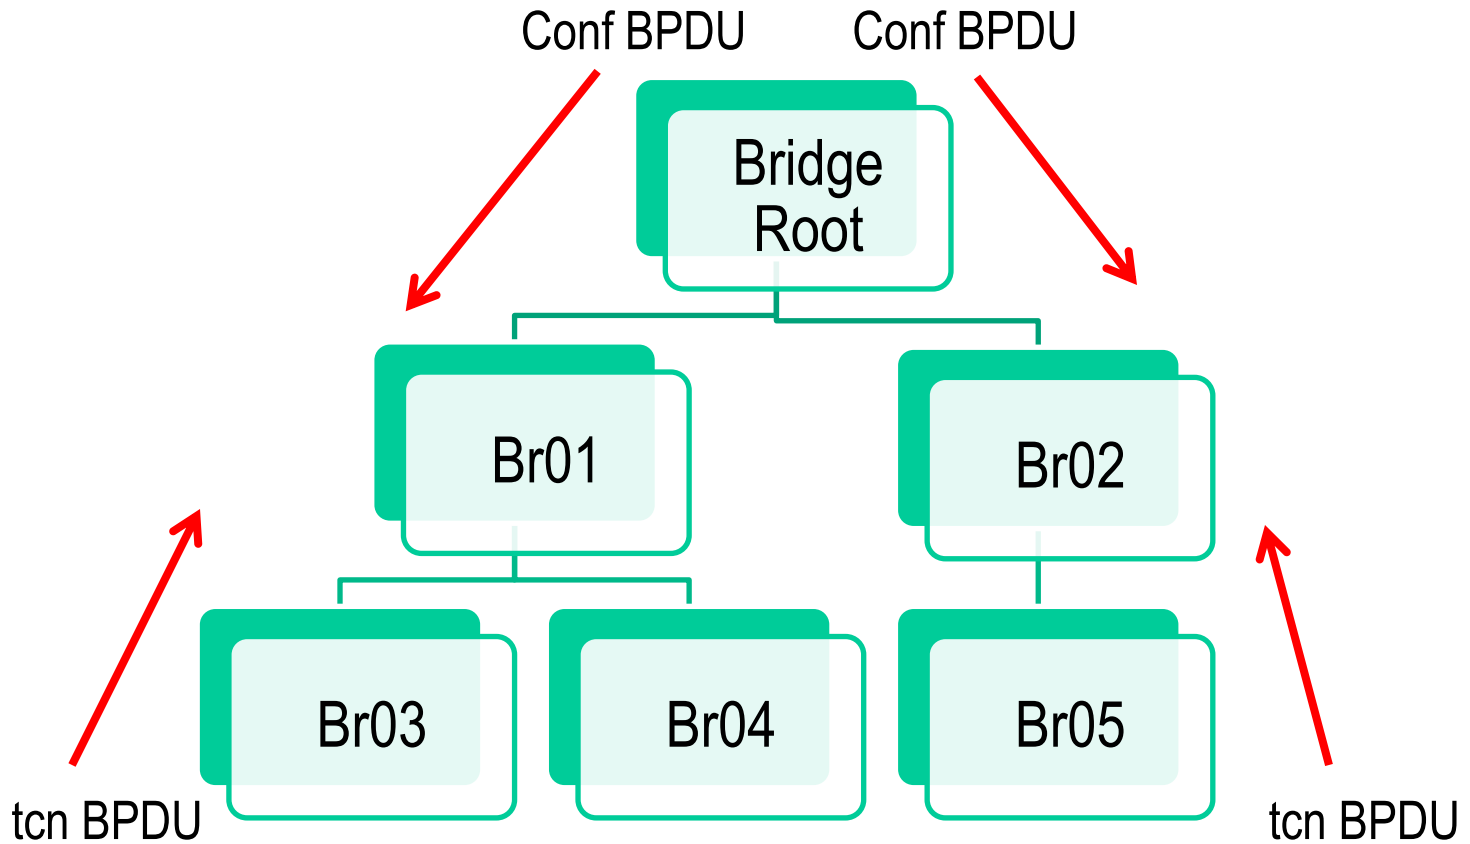 Conf BPDU
Conf BPDU
Bridge
Root
Br01
Br02
Br03
Br04
Br05
tcn BPDU
tcn BPDU